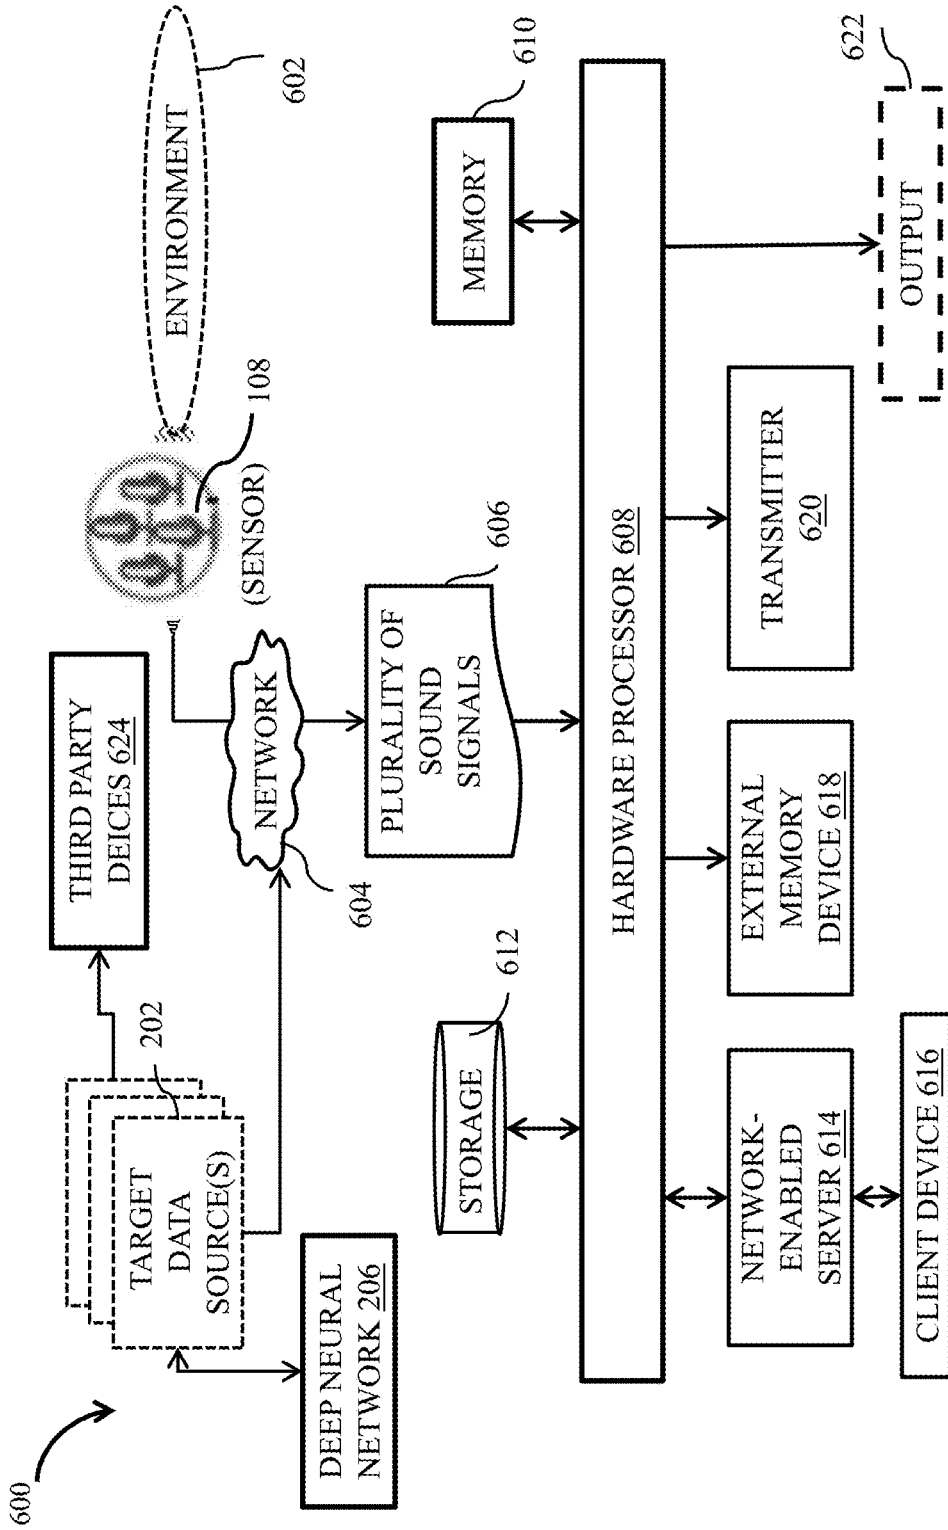 600
TARGET
DATA
SOURCE(S)
202
THIRD PARTY
DEICES 624
108
(SENSOR)
ENVIRONMENT
602
DEEP NEURAL
NETWORK 206
NETWORK
604
PLURALITY OF
SOUND
SIGNALS
606
STORAGE
612
MEMORY
610
HARDWARE PROCESSOR 608
NETWORK-
ENABLED
SERVER 614
EXTERNAL
MEMORY
DEVICE 618
TRANSMITTER
620
OUTPUT
622
CLIENT DEVICE 616